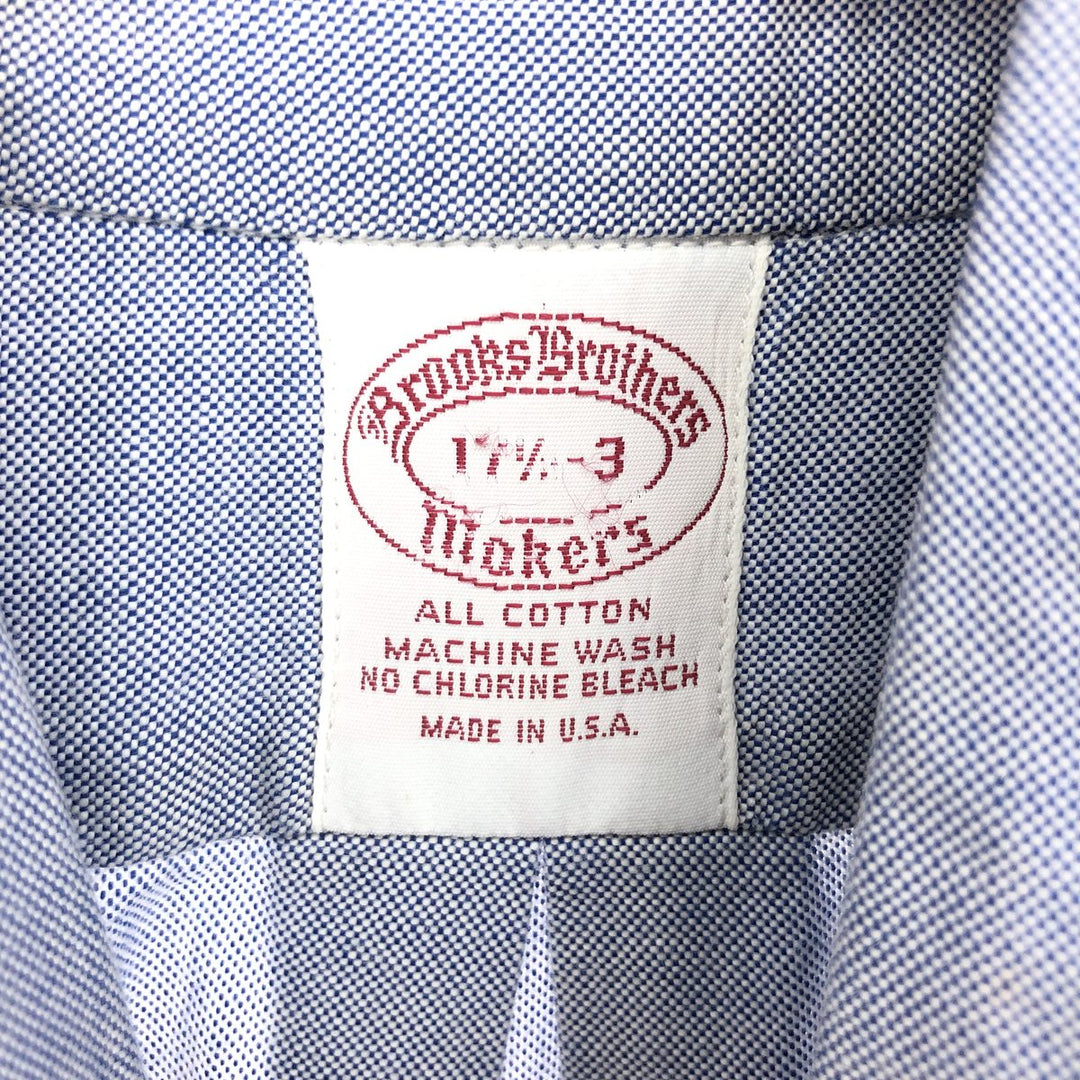 Brooks Brothers
17½ -3
Makers
ALL COTTON
MACHINE WASH
NO CHLORINE BLEACH
MADE IN U.S.A.